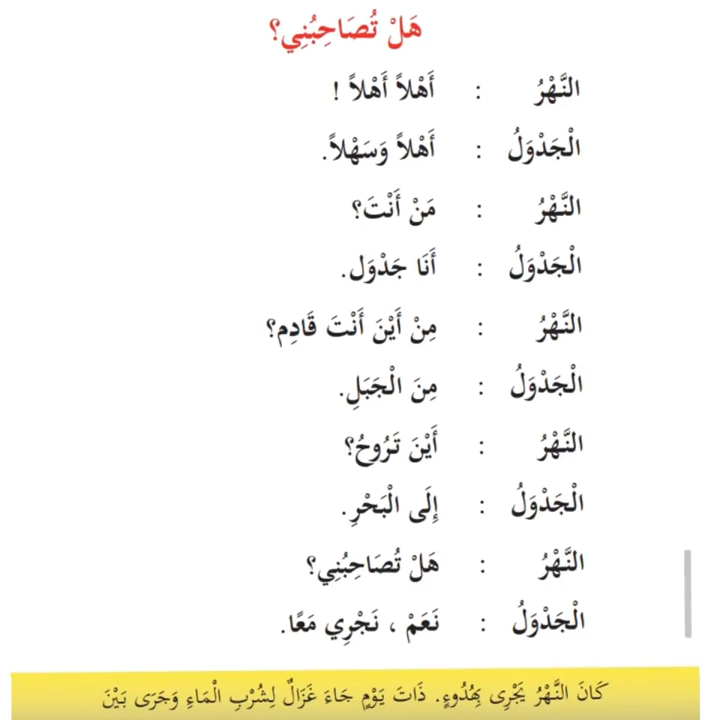 هَلْ تُصَاحِبُنِي؟
النَّهْرُ : أَهْلاً أَهْلاً !
الْجَدْوَلُ : أَهْلاً وَسَهْلاً.
النَّهْرُ : مَنْ أَنْتَ؟
الْجَدْوَلُ : أَنَا جَدْوَل.
النَّهْرُ : مِنْ أَيْنَ أَنْتَ قَادِم؟
الْجَدْوَلُ : مِنَ الْجَبَلِ.
النَّهْرُ : أَيْنَ تَرُوحُ؟
الْجَدْوَلُ : إِلَى الْبَحْرِ.
النَّهْرُ : هَلْ تُصَاحِبُنِي؟
الْجَدْوَلُ : نَعَمْ ، نَجْرِي مَعًا.
كَانَ النَّهْرُ يَجْرِى بِهُدُوءٍ. ذَاتَ يَوْمٍ جَاءَ غَزَالٌ لِشُرْبِ الْمَاءِ وَجَرَى بَيْنَ